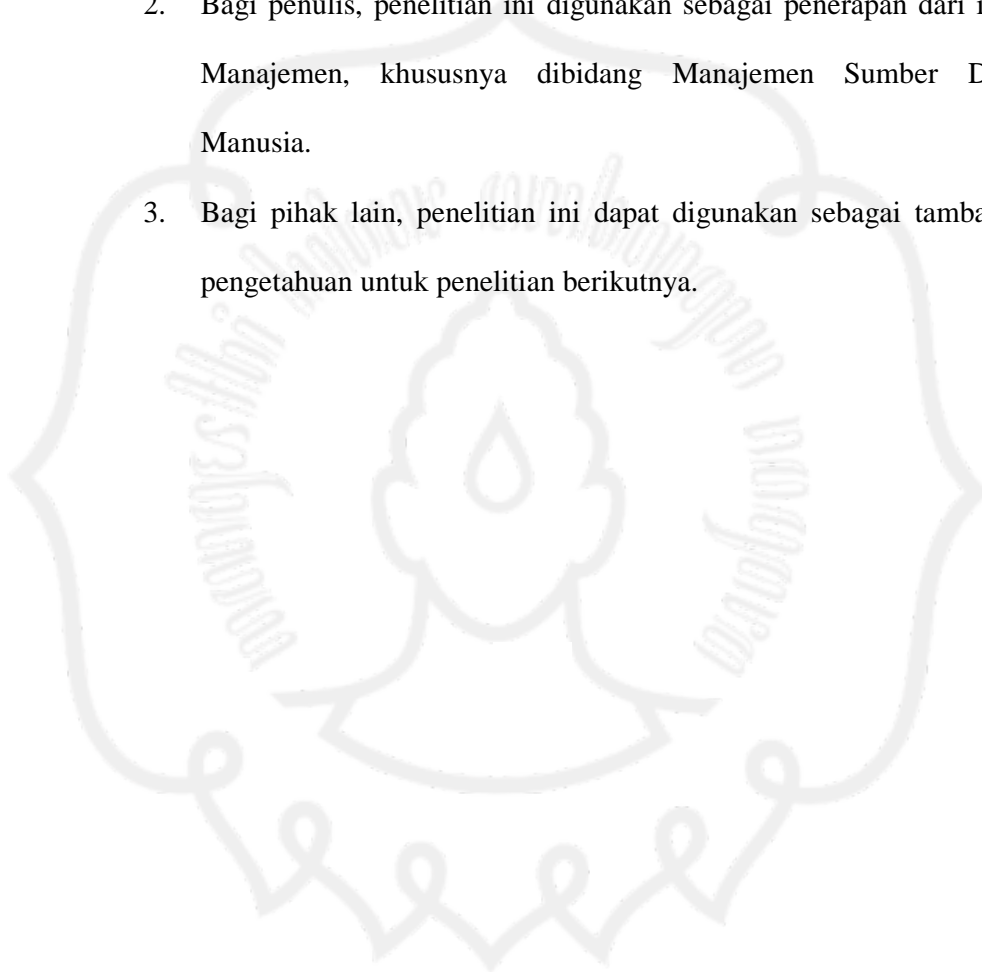 2. Bagi penulis, penelitian ini digunakan sebagai penerapan dari
Manajemen, khususnya dibidang Manajemen Sumber
Manusia.
3. Bagi pihak lain, penelitian ini dapat digunakan sebagai
pengetahuan untuk penelitian berikutnya.